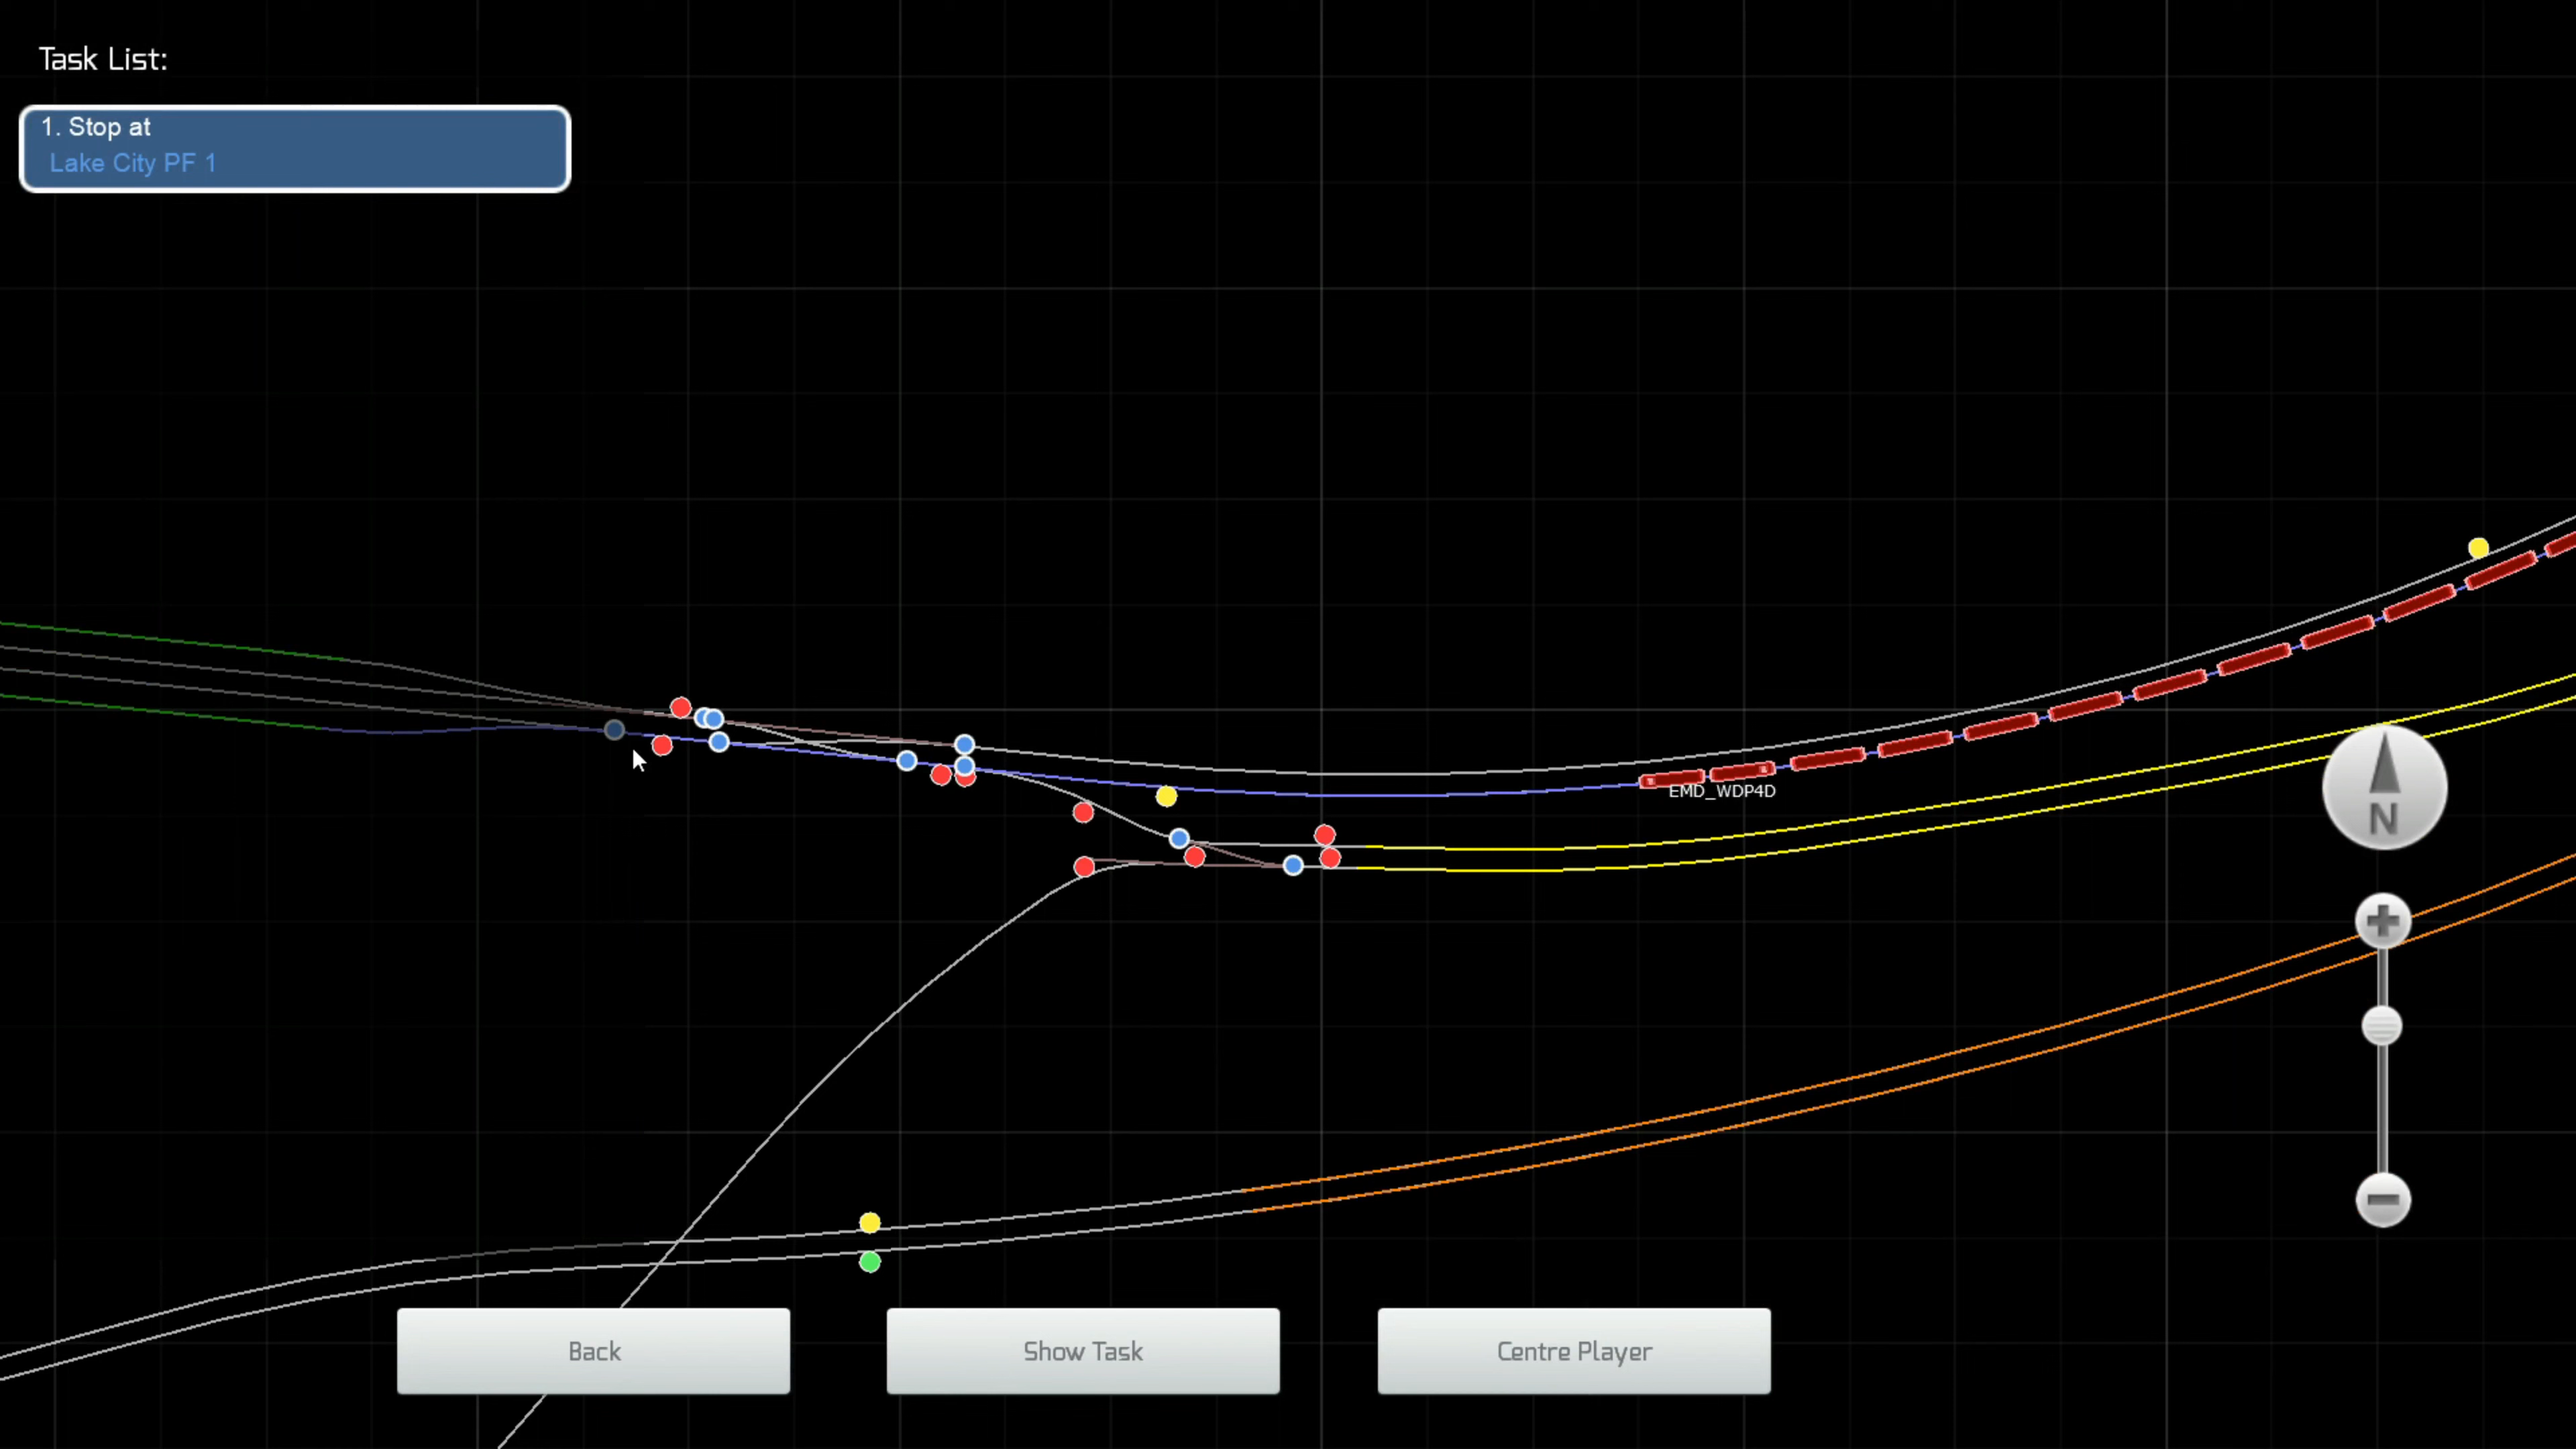 Task List:
1. Stop at
Lake City PF 1
EMD_WDP4D
N
Back
Show Task
Centre Player